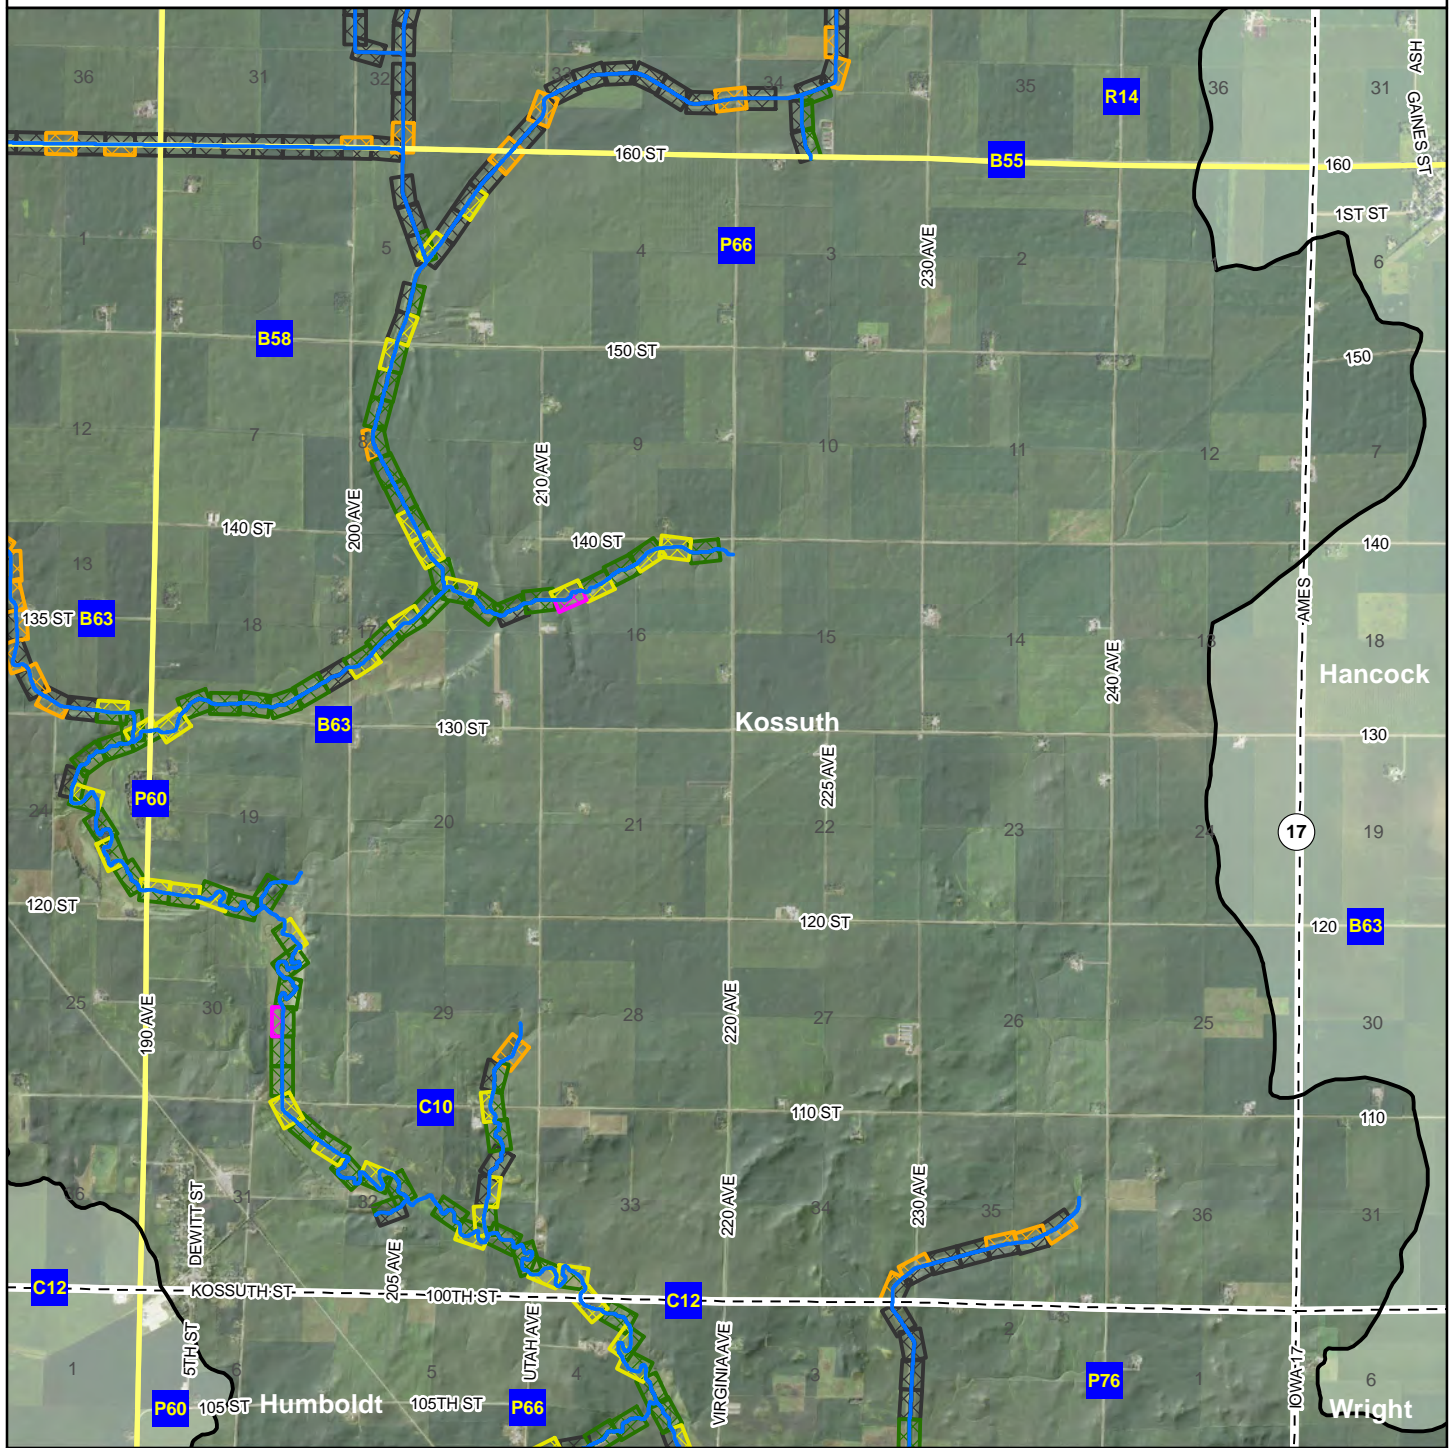 36
31
32
33
34
35
R14
36
31
ASH
GAINES ST
160 ST
B55
160
1ST ST
1
6
5
4
P66
3
230 AVE
2
1
6
B58
150 ST
150
12
7
8
9
10
11
12
7
210 AVE
200 AVE
140 ST
140 ST
140
13
AMES
135 ST
B63
18
17
16
15
14
13
18
240 AVE
Hancock
B63
130 ST
Kossuth
130
225 AVE
P60
24
19
20
21
22
23
24
19
17
120 ST
120 ST
120
B63
25
30
190 AVE
29
28
220 AVE
27
26
25
30
C10
110 ST
110
36
31
DEWITT ST
32
33
220 AVE
34
230 AVE
35
36
31
205 AVE
C12
KOSSUTH ST
100TH ST
C12
5TH ST
UTAH AVE
VIRGINIA AVE
2
1
6
5
4
3
1
P76
6
IOWA 17
P60
105 ST
Humboldt
105TH ST
P66
Wright